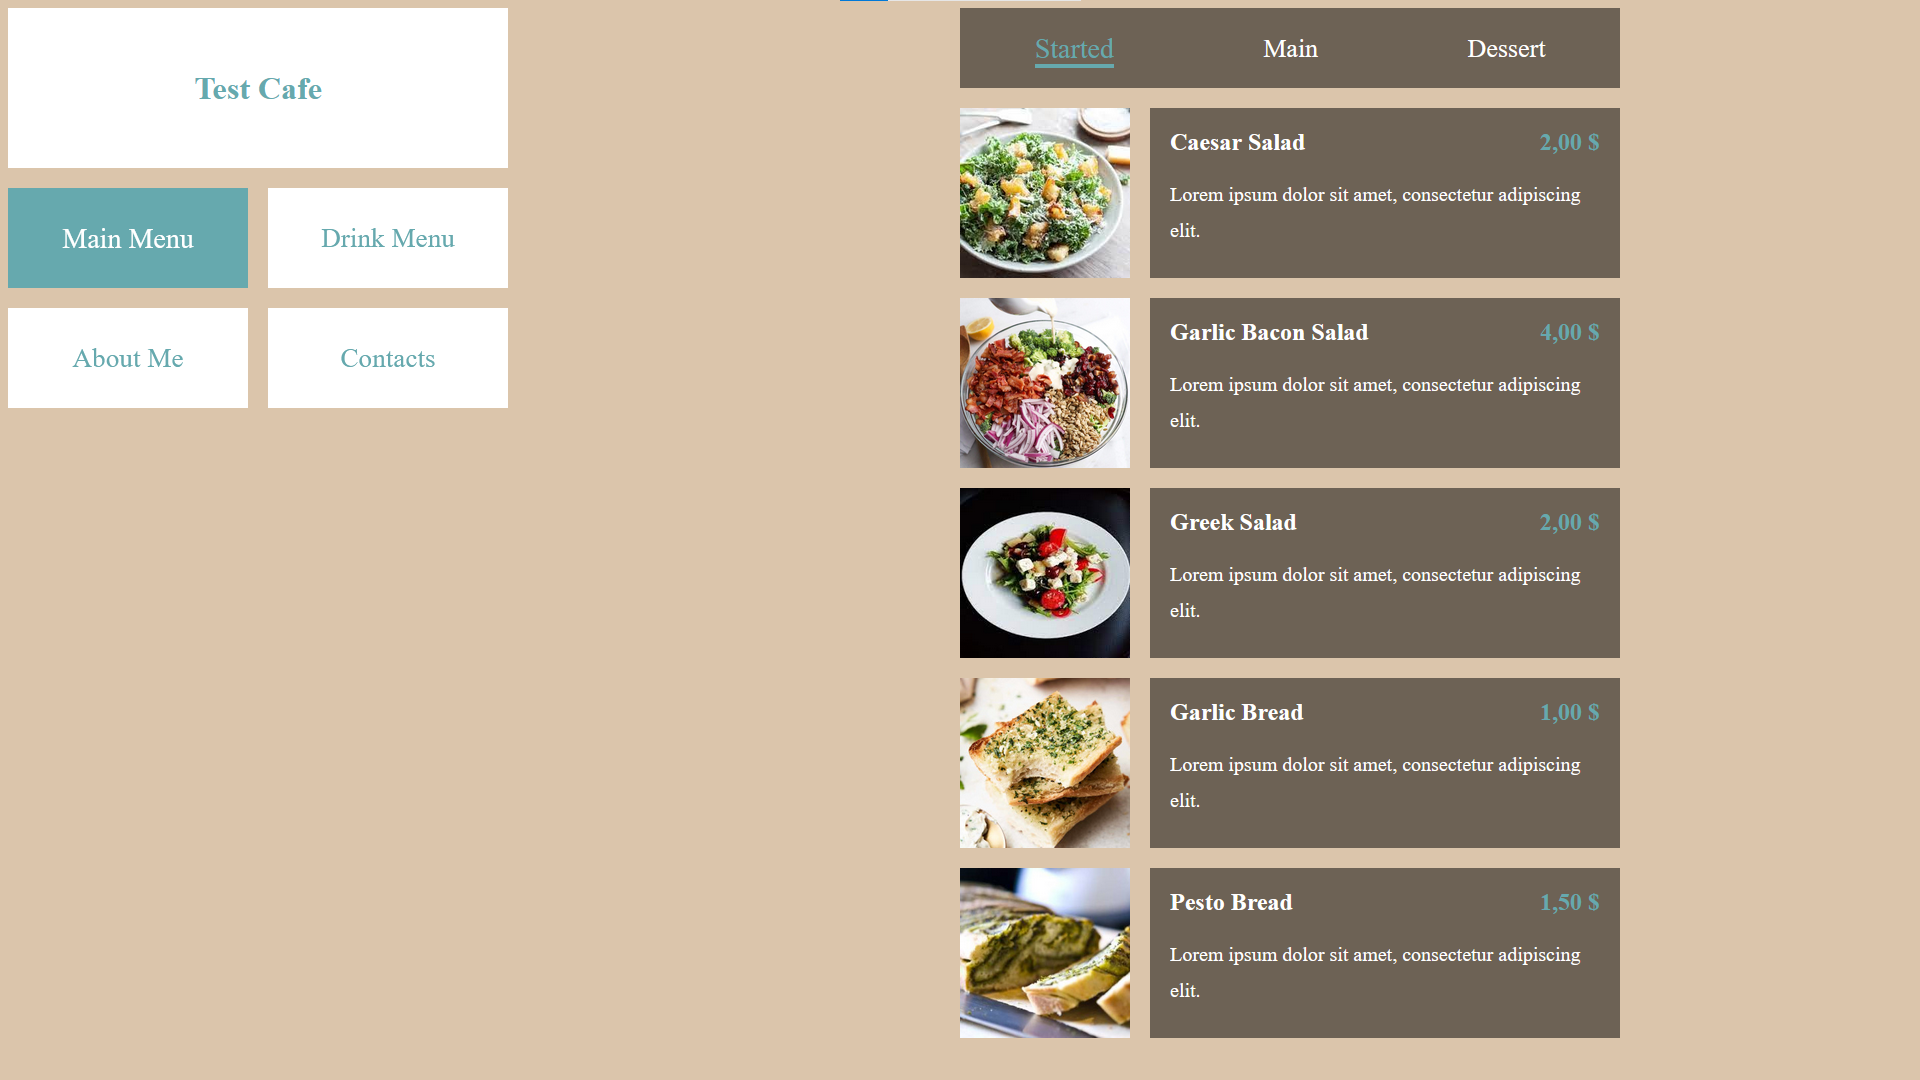 Test Cafe
Main Menu
Drink Menu
About Me
Contacts
Started
Main
Dessert
Caesar Salad
2,00 $
Lorem ipsum dolor sit amet, consectetur adipiscing
elit.
Garlic Bacon Salad
4,00 $
Lorem ipsum dolor sit amet, consectetur adipiscing
elit.
Greek Salad
2,00 $
Lorem ipsum dolor sit amet, consectetur adipiscing
elit.
Garlic Bread
1,00 $
Lorem ipsum dolor sit amet, consectetur adipiscing
elit.
Pesto Bread
1,50 $
Lorem ipsum dolor sit amet, consectetur adipiscing
elit.